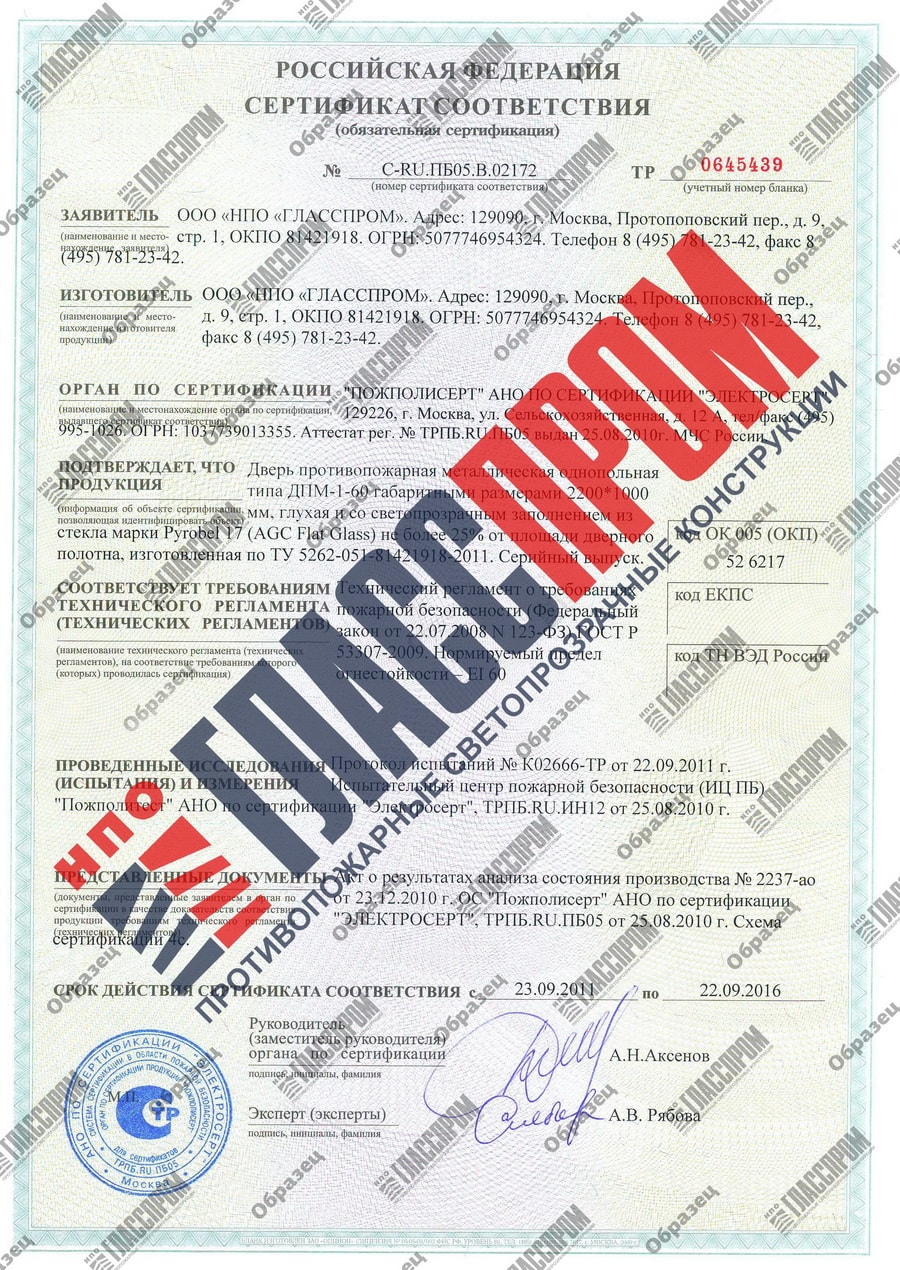 РОССИЙСКАЯ ФЕДЕРАЦИЯ
СЕРТИФИКАТ СООТВЕТСТВИЯ
(обязательная сертификация)
№ C-RU.ПБ05.В.02172
(номер сертификата соответствия)
ТР 0645439
(учетный номер бланка)
ЗАЯВИТЕЛЬ ООО «НПО «ГЛАССПРОМ». Адрес: 129090, г. Москва, Протопоповский пер., д. 9,
(наименование и место-
нахождение заявителя)
стр. 1, ОКПО 81421918. ОГРН: 5077746954324. Телефон 8 (495) 781-23-42, факс 8
(495) 781-23-42.
ИЗГОТОВИТЕЛЬ ООО «НПО «ГЛАССПРОМ». Адрес: 129090, г. Москва, Протопоповский пер.,
(наименование и место-
нахождение изготовителя
продукции)
д. 9, стр. 1, ОКПО 81421918. ОГРН: 5077746954324. Телефон 8 (495) 781-23-42,
факс 8 (495) 781-23-42.
ОРГАН ПО СЕРТИФИКАЦИИ "ПОЖПОЛИСЕРТ" АНО ПО СЕРТИФИКАЦИИ "ЭЛЕКТРОСЕРТ"
(наименование и местонахождение органа по сертификации,
выдавшего сертификат соответствия)
129226, г. Москва, ул. Сельскохозяйственная, д. 12 А, тел/факс (495)
995-1026. ОГРН: 1037739013355. Аттестат рег. № ТРПБ.RU.ПБ05 выдан 25.08.2010г. МЧС России
ПОДТВЕРЖДАЕТ, ЧТО
ПРОДУКЦИЯ
(информация об объекте сертификации,
позволяющая идентифицировать объект)
Дверь противопожарная металлическая однопольная
типа ДПМ-1-60 габаритными размерами 2200*1000
мм, глухая и со светопрозрачным заполнением из
стекла марки Pyrobel 17 (AGC Flat Glass) не более 25% от площади дверного
полотна, изготовленная по ТУ 5262-051-81421918-2011. Серийный выпуск.
код ОК 005 (ОКП)
52 6217
СООТВЕТСТВУЕТ ТРЕБОВАНИЯМ
ТЕХНИЧЕСКОГО РЕГЛАМЕНТА
(ТЕХНИЧЕСКИХ РЕГЛАМЕНТОВ)
(наименование технического регламента (технических
регламентов), на соответствие требованиям которого
(которых) проводилась сертификация)
Технический регламент о требованиях
пожарной безопасности (Федеральный
закон от 22.07.2008 N 123-ФЗ) ГОСТ Р
53307-2009. Нормируемый предел
огнестойкости – EI 60
код ЕКПС
код ТН ВЭД России
ПРОВЕДЕННЫЕ ИССЛЕДОВАНИЯ
(ИСПЫТАНИЯ) И ИЗМЕРЕНИЯ
Протокол испытаний № К02666-ТР от 22.09.2011 г.
Испытательный центр пожарной безопасности (ИЦ ПБ)
"Пожполитест" АНО по сертификации "Электросерт", ТРПБ.RU.ИН12 от 25.08.2010 г.
ПРЕДСТАВЛЕННЫЕ ДОКУМЕНТЫ
(документы, представленные заявителем в орган по
сертификации в качестве доказательств соответствия
продукции требованиям технического регламента
(технических регламентов))
Акт о результатах анализа состояния производства № 2237-ао
от 23.12.2010 г. ОС "Пожполисерт" АНО по сертификации
"ЭЛЕКТРОСЕРТ", ТРПБ.RU.ПБ05 от 25.08.2010 г. Схема
сертификации 4с.
СРОК ДЕЙСТВИЯ СЕРТИФИКАТА СООТВЕТСТВИЯ с 23.09.2011 по 22.09.2016
Руководитель
(заместитель руководителя)
органа по сертификации
подпись, инициалы, фамилия
А.Н.Аксенов
М.П.
Эксперт (эксперты)
подпись, инициалы, фамилия
А.В. Рябова
АНО ПО СЕРТИФИКАЦИИ "ЭЛЕКТРОСЕРТ"
СИСТЕМА СЕРТИФИКАЦИИ В ОБЛАСТИ ПОЖАРНОЙ БЕЗОПАСНОСТИ
ОРГАН ПО СЕРТИФИКАЦИИ ПРОДУКЦИИ "ПОЖПОЛИСЕРТ"
ТР
для сертификатов
ТРПБ.RU.ПБ05
Москва
НПО ГЛАССПРОМ
ПРОТИВОПОЖАРНЫЕ СВЕТОПРОЗРАЧНЫЕ КОНСТРУКЦИИ
Образец
НПО ГЛАССПРОМ